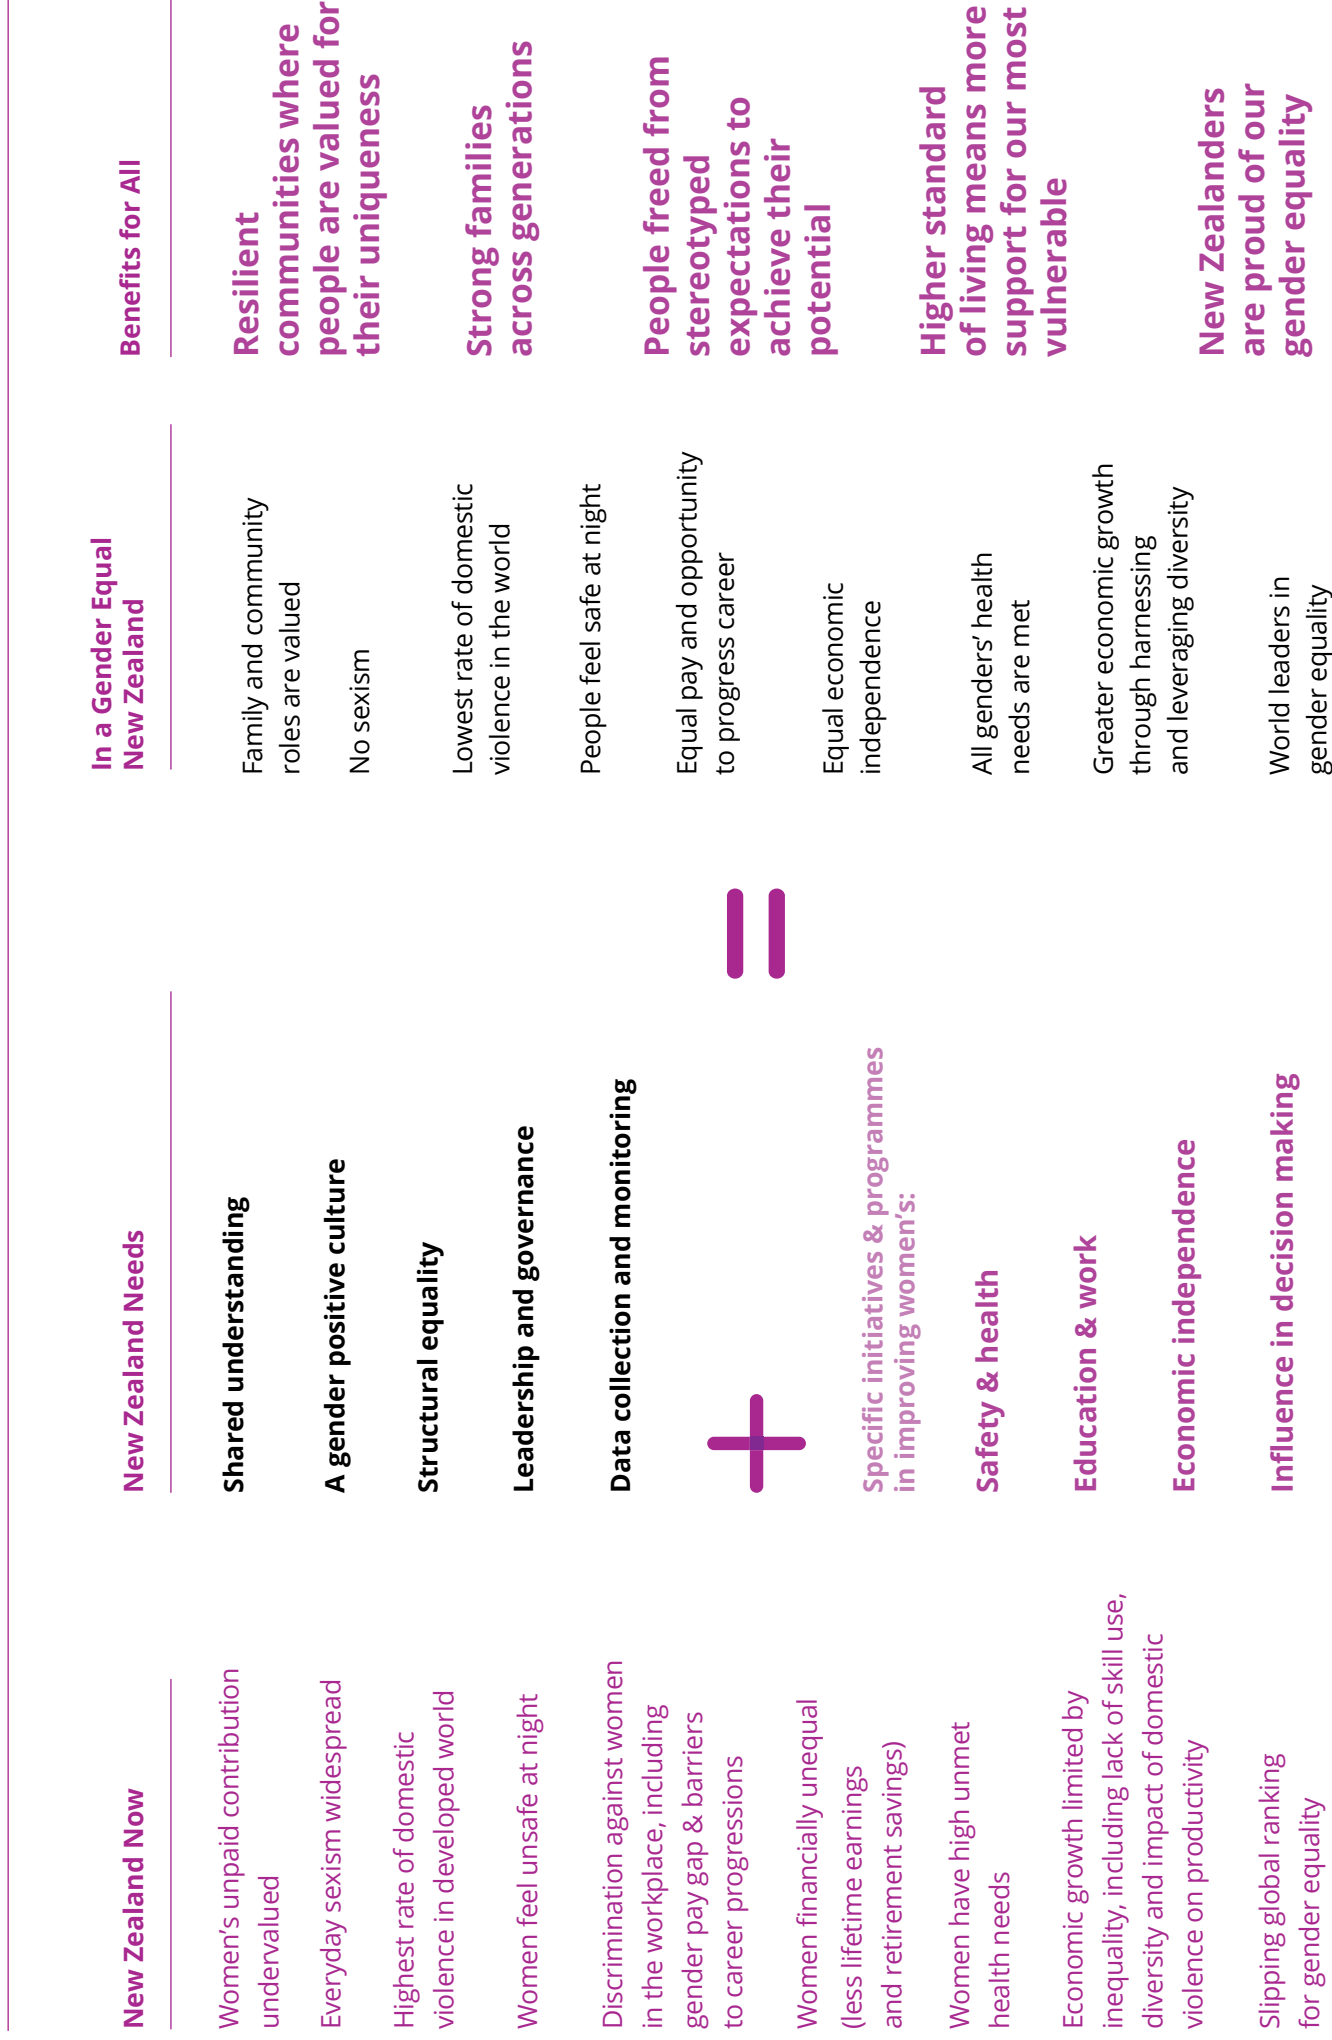 New Zealand Now
Women’s unpaid contribution
undervalued
Everyday sexism widespread
Highest rate of domestic
violence in developed world
Women feel unsafe at night
Discrimination against women
in the workplace, including
gender pay gap & barriers
to career progressions
Women financially unequal
(less lifetime earnings
and retirement savings)
Women have high unmet
health needs
Economic growth limited by
inequality, including lack of skill use,
diversity and impact of domestic
violence on productivity
Slipping global ranking
for gender equality
New Zealand Needs
Shared understanding
A gender positive culture
Structural equality
Leadership and governance
Data collection and monitoring
+
Specific initiatives & programmes
in improving women’s:
Safety & health
Education & work
Economic independence
Influence in decision making
=
In a Gender Equal
New Zealand
Family and community
roles are valued
No sexism
Lowest rate of domestic
violence in the world
People feel safe at night
Equal pay and opportunity
to progress career
Equal economic
independence
All genders’ health
needs are met
Greater economic growth
through harnessing
and leveraging diversity
World leaders in
gender equality
Benefits for All
Resilient
communities where
people are valued for
their uniqueness
Strong families
across generations
People freed from
stereotyped
expectations to
achieve their
potential
Higher standard
of living means more
support for our most
vulnerable
New Zealanders
are proud of our
gender equality